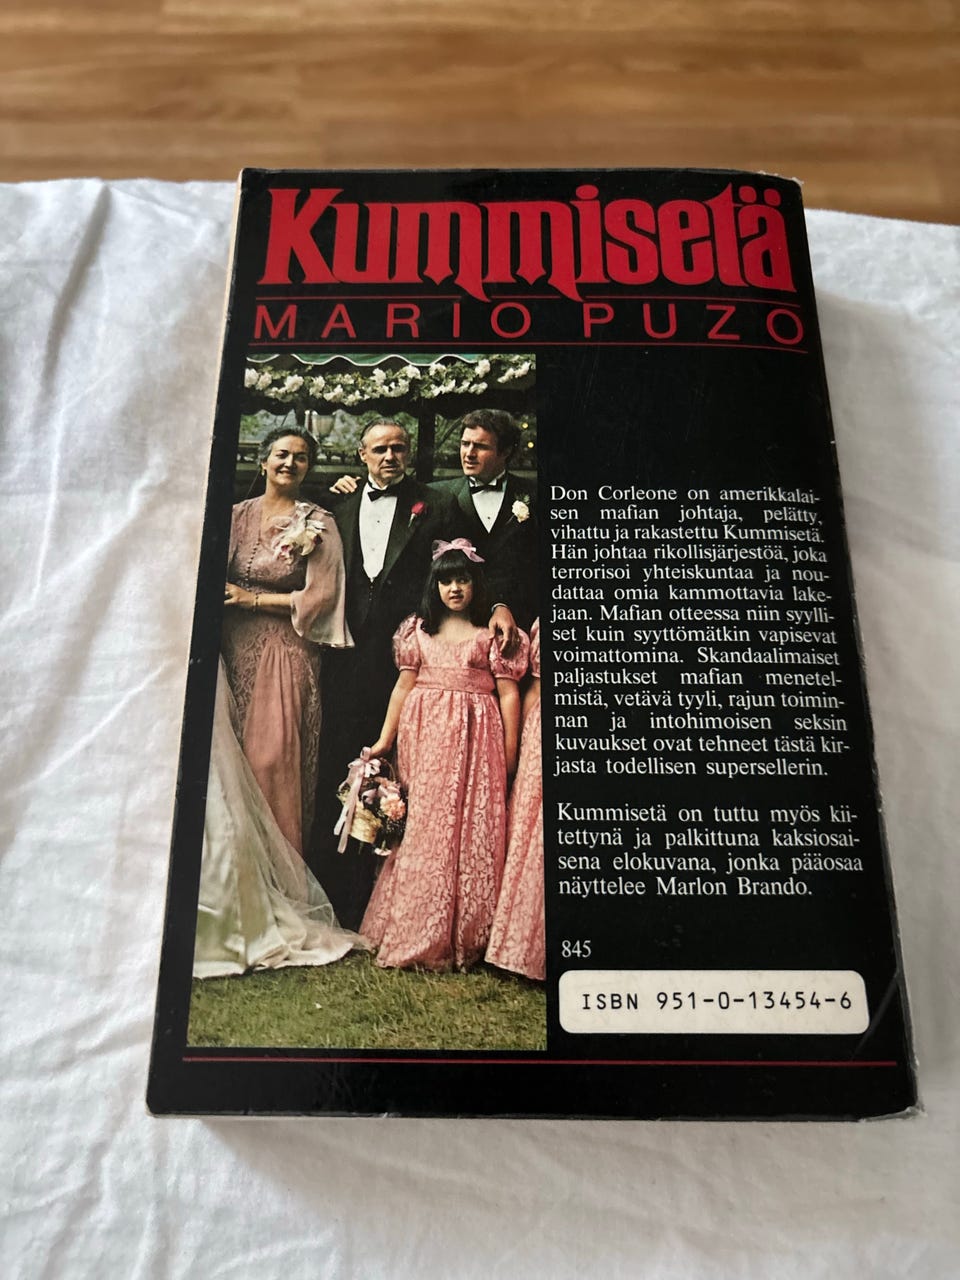 Kummisetä
MARIO PUZO
Don Corleone on amerikkalai-
sen mafian johtaja, pelätty,
vihattu ja rakastettu Kummisetä.
Hän johtaa rikollisjärjestöä, joka
terrorisoi yhteiskuntaa ja nou-
dattaa omia kammottavia lake-
jaan. Mafian otteessa niin syylli-
set kuin syyttömätkin vapisevat
voimattomina. Skandaalimaiset
paljastukset mafian menetel-
mistä, vetävä tyyli, rajun toimin-
nan ja intohimoisen seksin
kuvaukset ovat tehneet tästä kir-
jasta todellisen supersellerin.
Kummisetä on tuttu myös kii-
tettynä ja palkittuna kaksiosai-
sena elokuvana, jonka pääosaa
näyttelee Marlon Brando.
845
ISBN 951-0-13454-6